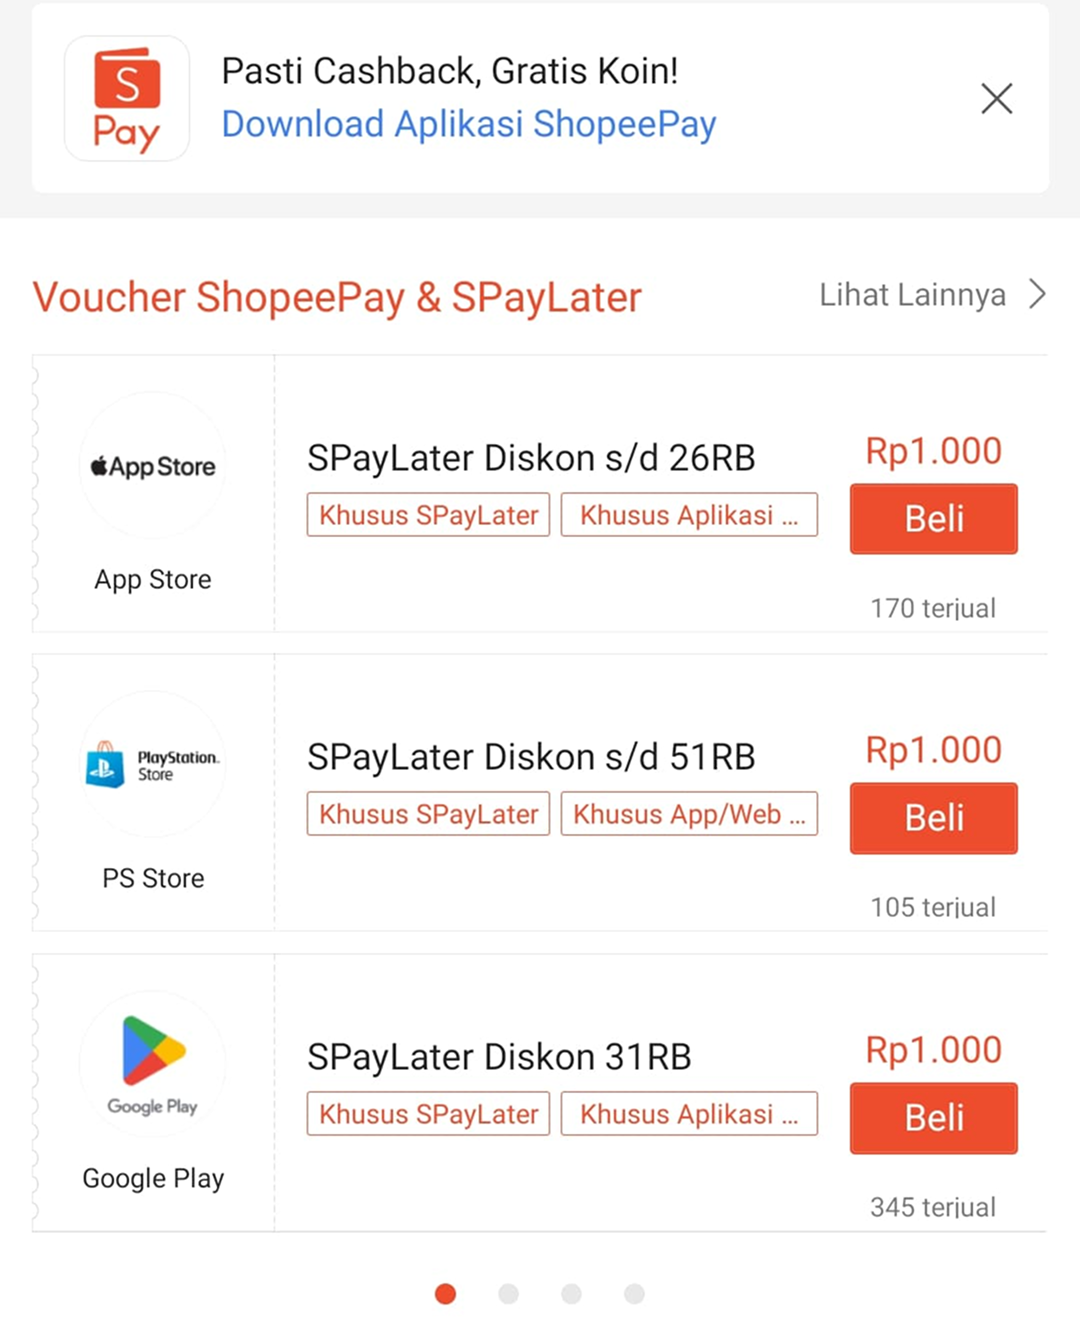 S
Pay
Pasti Cashback, Gratis Koin!
Download Aplikasi ShopeePay
Voucher ShopeePay & SPayLater
Lihat Lainnya
App Store
App Store
SPayLater Diskon s/d 26RB
Khusus SPayLater
Khusus Aplikasi ...
Rp1.000
Beli
170 terjual
PlayStation
Store
PS Store
SPayLater Diskon s/d 51RB
Khusus SPayLater
Khusus App/Web ...
Rp1.000
Beli
105 terjual
Google Play
Google Play
SPayLater Diskon 31RB
Khusus SPayLater
Khusus Aplikasi ...
Rp1.000
Beli
345 terjual